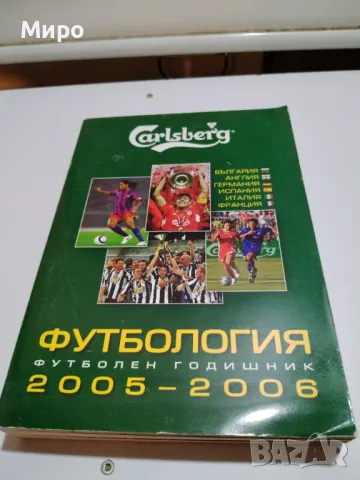 Миро
Carlsberg
БЪЛГАРИЯ
АНГЛИЯ
ГЕРМАНИЯ
ИСПАНИЯ
ИТАЛИЯ
ФРАНЦИЯ
ФУТБОЛОГИЯ
ФУТБОЛЕН ГОДИШНИК
2005 – 2006
BAZAR